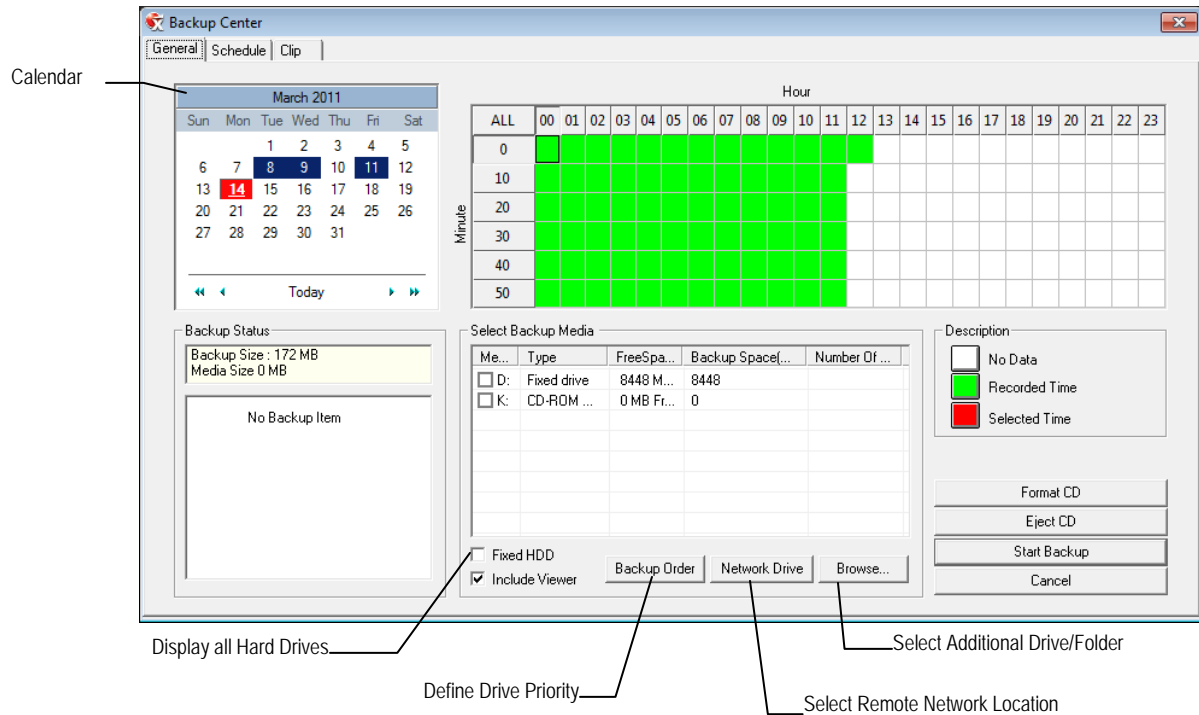 Backup Center
General Schedule Clip
Calendar
March 2011
Sun Mon Tue Wed Thu Fri Sat
1 2 3 4 5
6 7 8 9 10 11 12
13 14 15 16 17 18 19
20 21 22 23 24 25 26
27 28 29 30 31
Today
Hour
ALL 00 01 02 03 04 05 06 07 08 09 10 11 12 13 14 15 16 17 18 19 20 21 22 23
Minute
0
10
20
30
40
50
Backup Status
Backup Size : 172 MB
Media Size 0 MB
No Backup Item
Select Backup Media
Me... Type FreeSpa... Backup Space(... Number Of ...
D: Fixed drive 8448 M... 8448
K: CD-ROM ... 0 MB Fr... 0
Fixed HDD
Include Viewer
Backup Order Network Drive Browse...
Description
No Data
Recorded Time
Selected Time
Format CD
Eject CD
Start Backup
Cancel
Display all Hard Drives
Define Drive Priority
Select Additional Drive/Folder
Select Remote Network Location